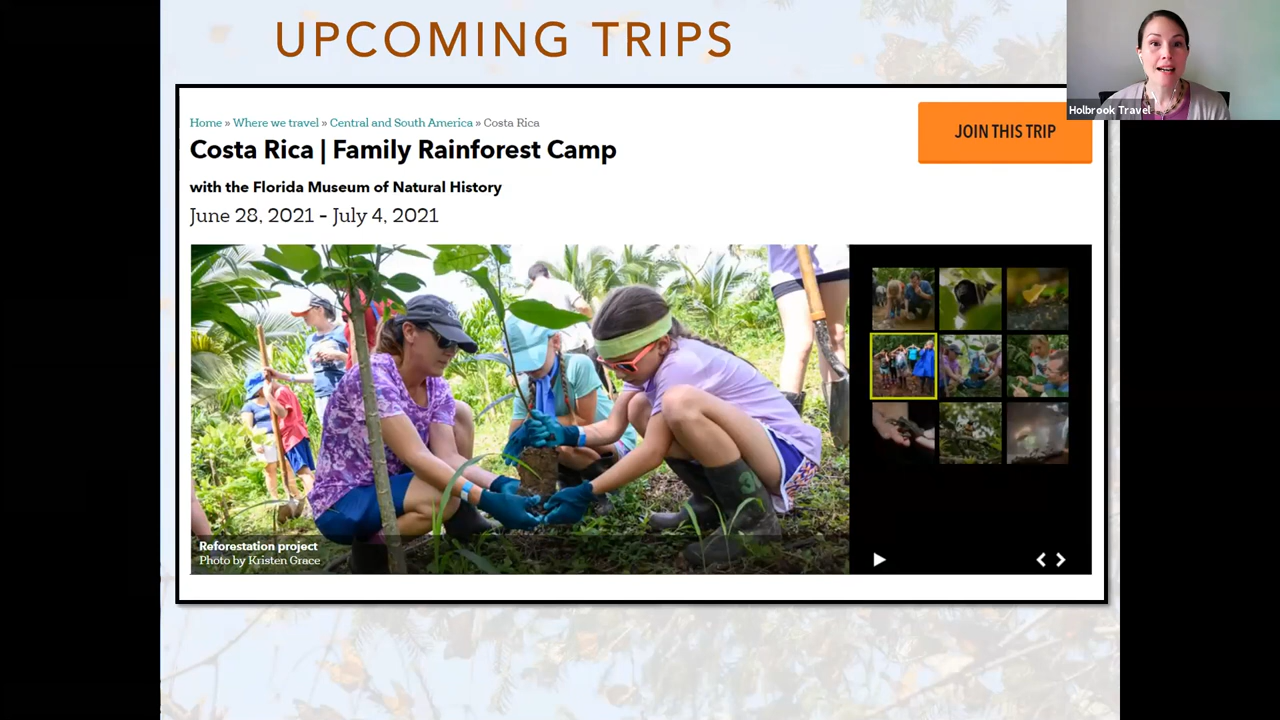 UPCOMING TRIPS
Holbrook Travel
Home » Where we travel » Central and South America » Costa Rica
JOIN THIS TRIP
Costa Rica | Family Rainforest Camp
with the Florida Museum of Natural History
June 28, 2021 - July 4, 2021
Reforestation project
Photo by Kristen Grace